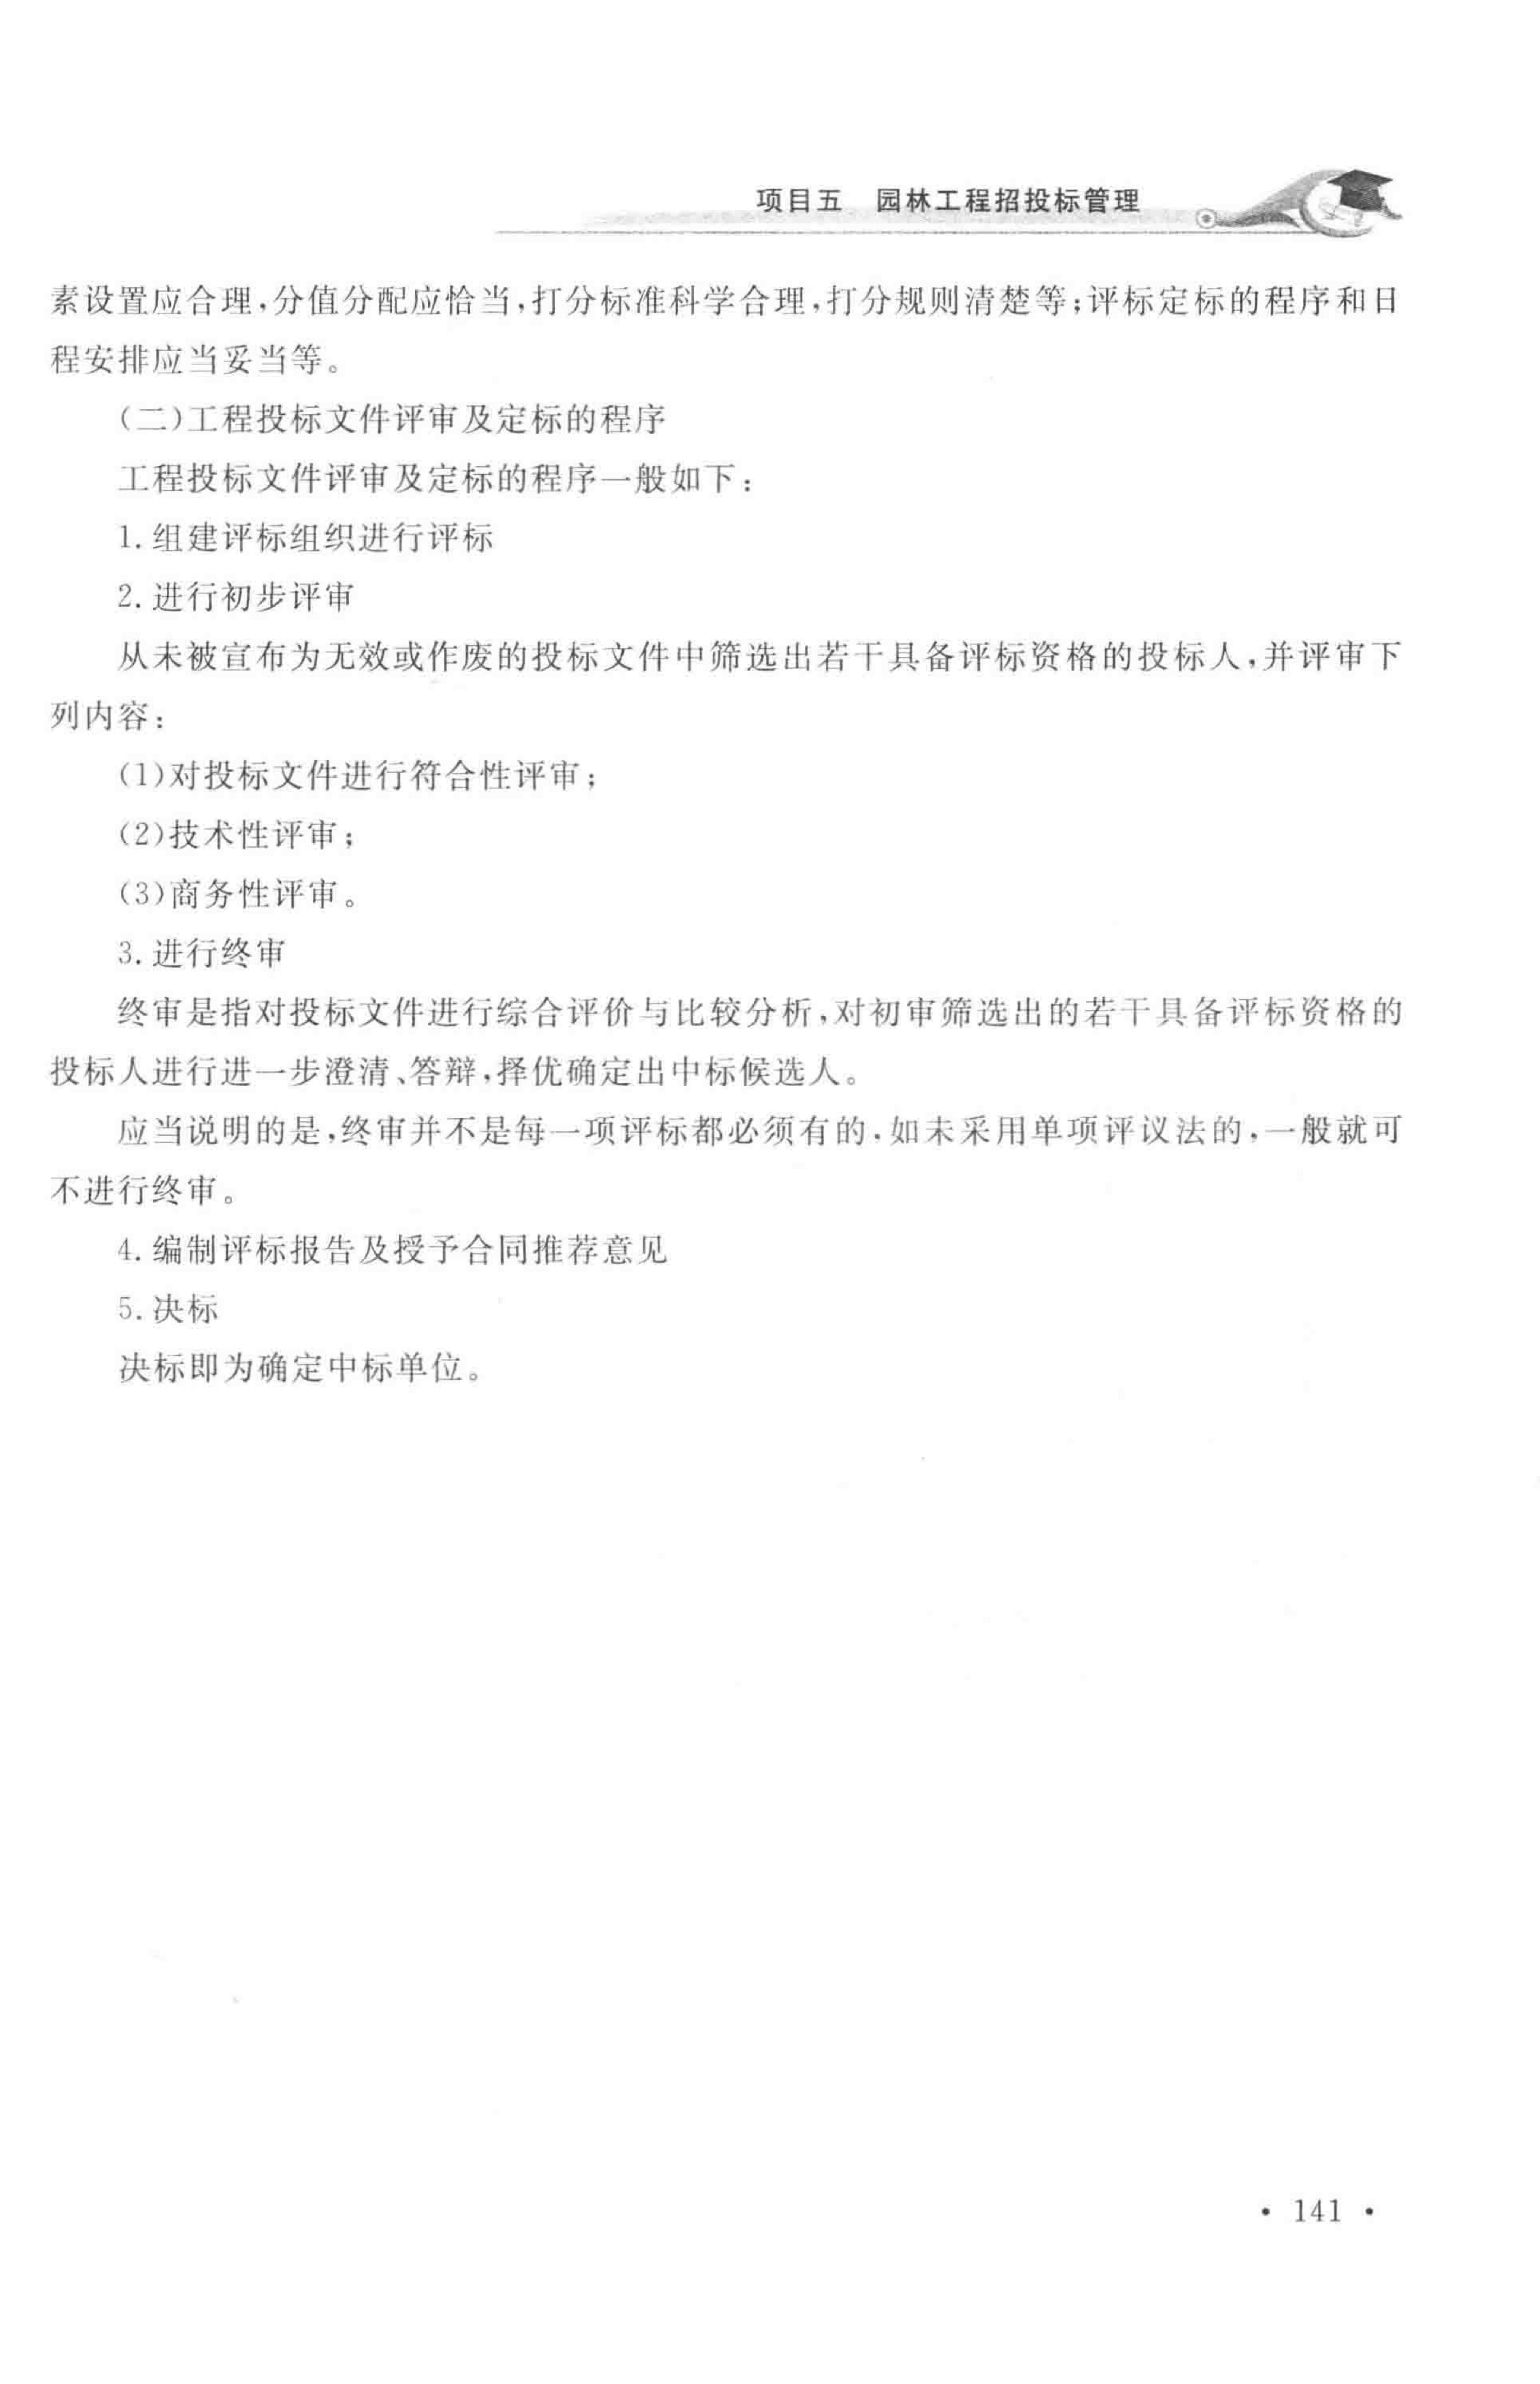 项目五 园林工程招投标管理
素设置应合理,分值分配应恰当,打分标准科学合理,打分规则清楚等;评标定标的程序和日
程安排应当妥当等。
(二)工程投标文件评审及定标的程序
工程投标文件评审及定标的程序一般如下:
1. 组建评标组织进行评标
2. 进行初步评审
从未被宣布为无效或作废的投标文件中筛选出若干具备评标资格的投标人,并评审下
列内容:
(1)对投标文件进行符合性评审;
(2)技术性评审;
(3)商务性评审。
3. 进行终审
终审是指对投标文件进行综合评价与比较分析,对初审筛选出的若干具备评标资格的
投标人进行进一步澄清、答辩,择优确定出中标候选人。
应当说明的是,终审并不是每一项评标都必须有的,如未采用单项评议法的,一般就可
不进行终审。
4. 编制评标报告及授予合同推荐意见
5. 决标
决标即为确定中标单位。
• 141 •